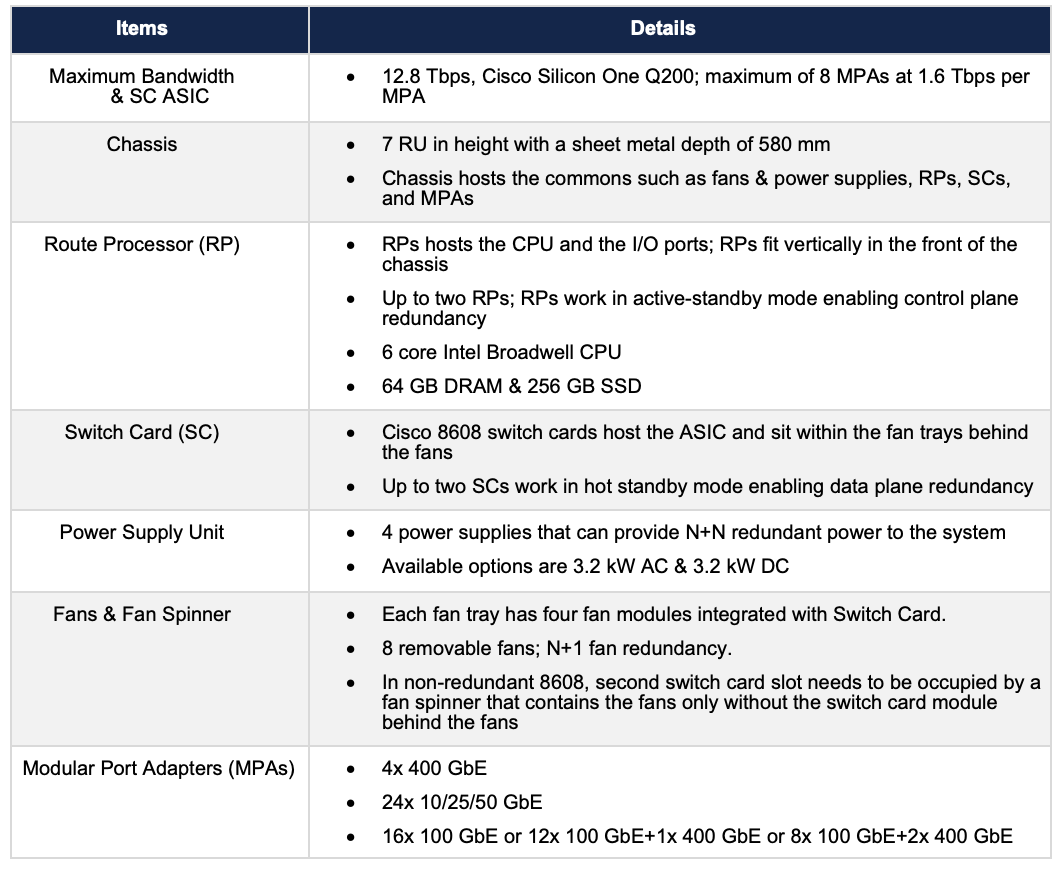 Items
Details
Maximum Bandwidth
& SC ASIC
• 12.8 Tbps, Cisco Silicon One Q200; maximum of 8 MPAs at 1.6 Tbps per
MPA
Chassis
• 7 RU in height with a sheet metal depth of 580 mm
• Chassis hosts the commons such as fans & power supplies, RPs, SCs,
and MPAs
Route Processor (RP)
• RPs hosts the CPU and the I/O ports; RPs fit vertically in the front of the
chassis
• Up to two RPs; RPs work in active-standby mode enabling control plane
redundancy
• 6 core Intel Broadwell CPU
• 64 GB DRAM & 256 GB SSD
Switch Card (SC)
• Cisco 8608 switch cards host the ASIC and sit within the fan trays behind
the fans
• Up to two SCs work in hot standby mode enabling data plane redundancy
Power Supply Unit
• 4 power supplies that can provide N+N redundant power to the system
• Available options are 3.2 kW AC & 3.2 kW DC
Fans & Fan Spinner
• Each fan tray has four fan modules integrated with Switch Card.
• 8 removable fans; N+1 fan redundancy.
• In non-redundant 8608, second switch card slot needs to be occupied by a
fan spinner that contains the fans only without the switch card module
behind the fans
Modular Port Adapters (MPAs)
• 4x 400 GbE
• 24x 10/25/50 GbE
• 16x 100 GbE or 12x 100 GbE+1x 400 GbE or 8x 100 GbE+2x 400 GbE